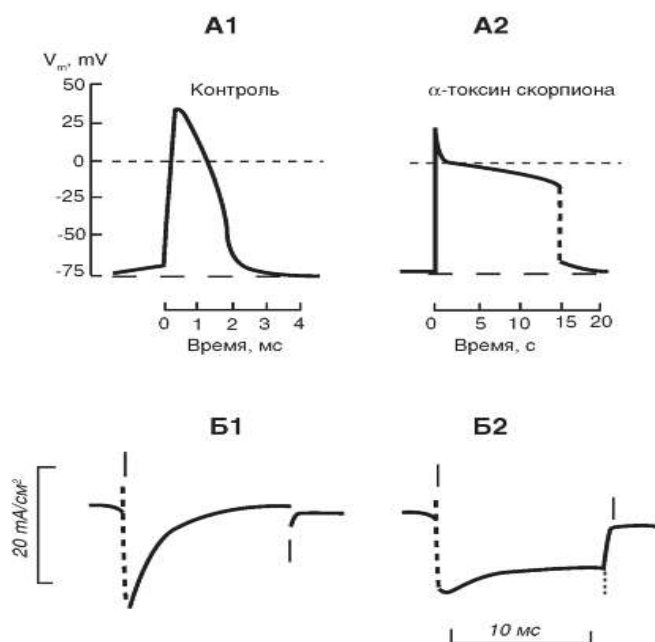 А1
А2
Vm, mV
50
25
0
-25
-50
-75
Контроль
α-токсин скорпиона
0 1 2 3 4
Время, мс
0 5 10 15 20
Время, с
Б1
Б2
20 mA/см²
10 мс